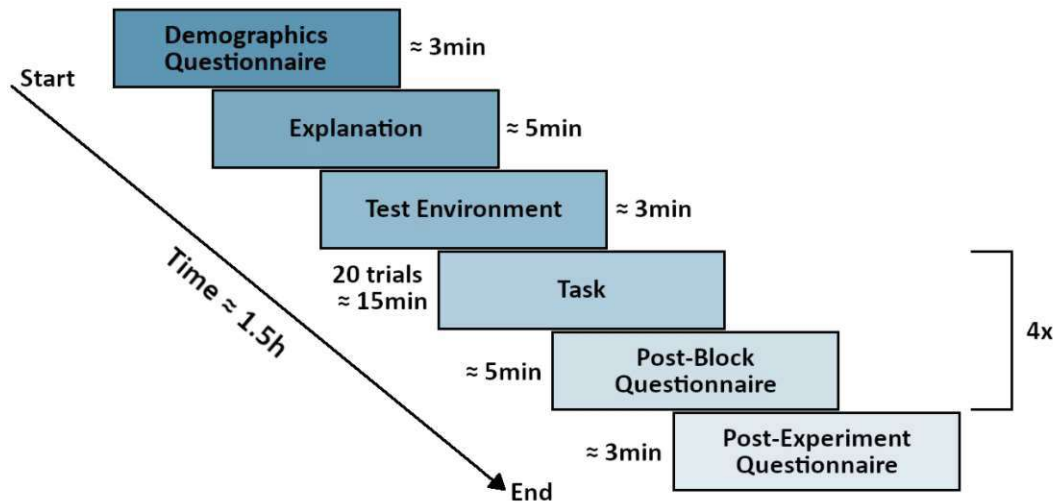 Demographics
Questionnaire
≈ 3min
Start
Explanation
≈ 5min
Test Environment
≈ 3min
20 trials
≈ 15min
Task
Time ≈ 1.5h
4x
Post-Block
Questionnaire
≈ 5min
Post-Experiment
Questionnaire
≈ 3min
End